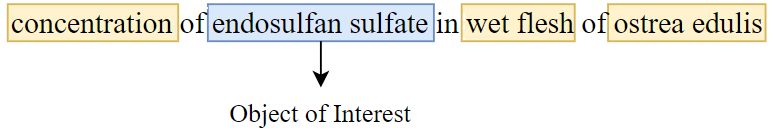 concentration of endosulfan sulfate in wet flesh of ostrea edulis
Object of Interest